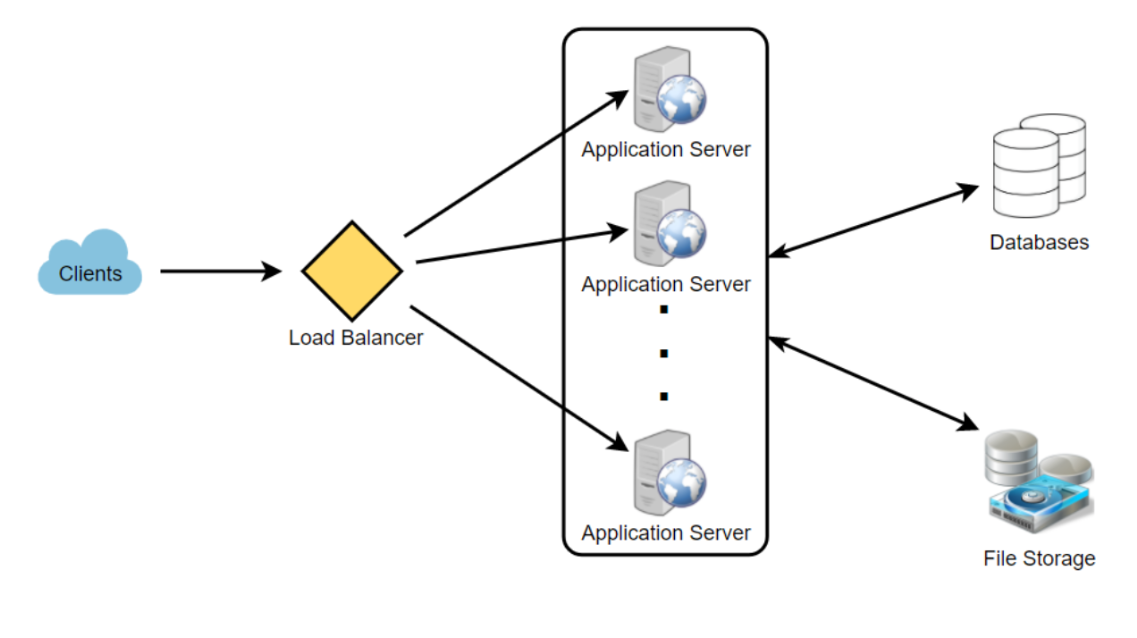 Clients
Load Balancer
Application Server
Application Server
Application Server
Databases
File Storage